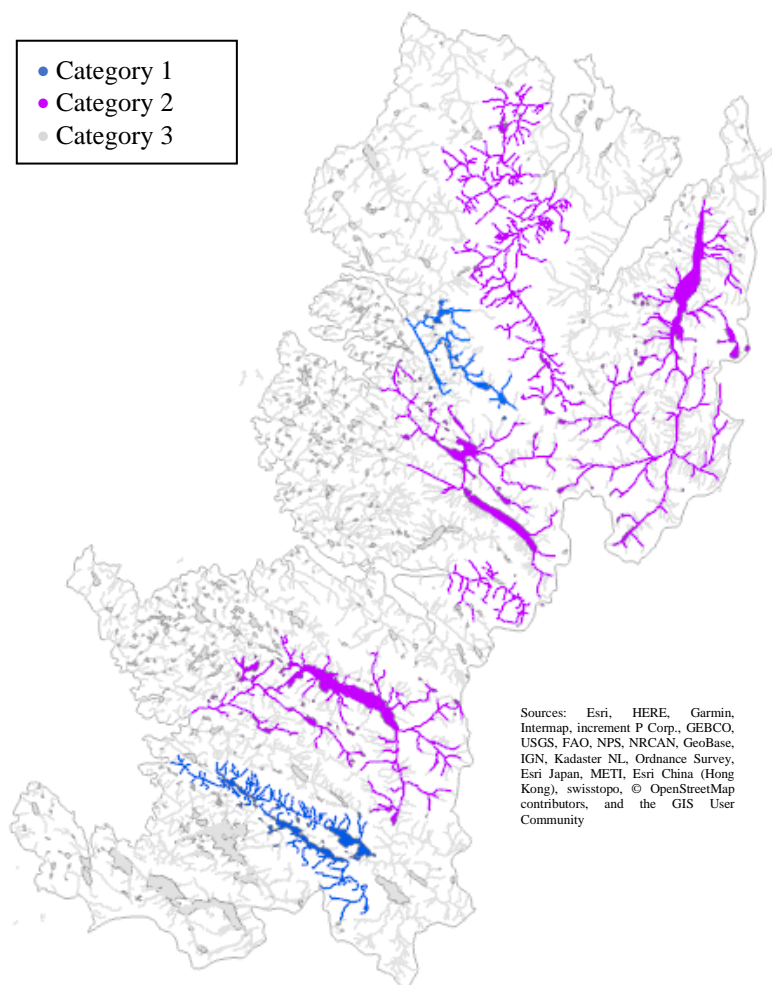 Category 1
Category 2
Category 3
Sources: Esri, HERE, Garmin,
Intermap, increment P Corp., GEBCO,
USGS, FAO, NPS, NRCAN, GeoBase,
IGN, Kadaster NL, Ordnance Survey,
Esri Japan, METI, Esri China (Hong
Kong), swisstopo, © OpenStreetMap
contributors, and the GIS User
Community